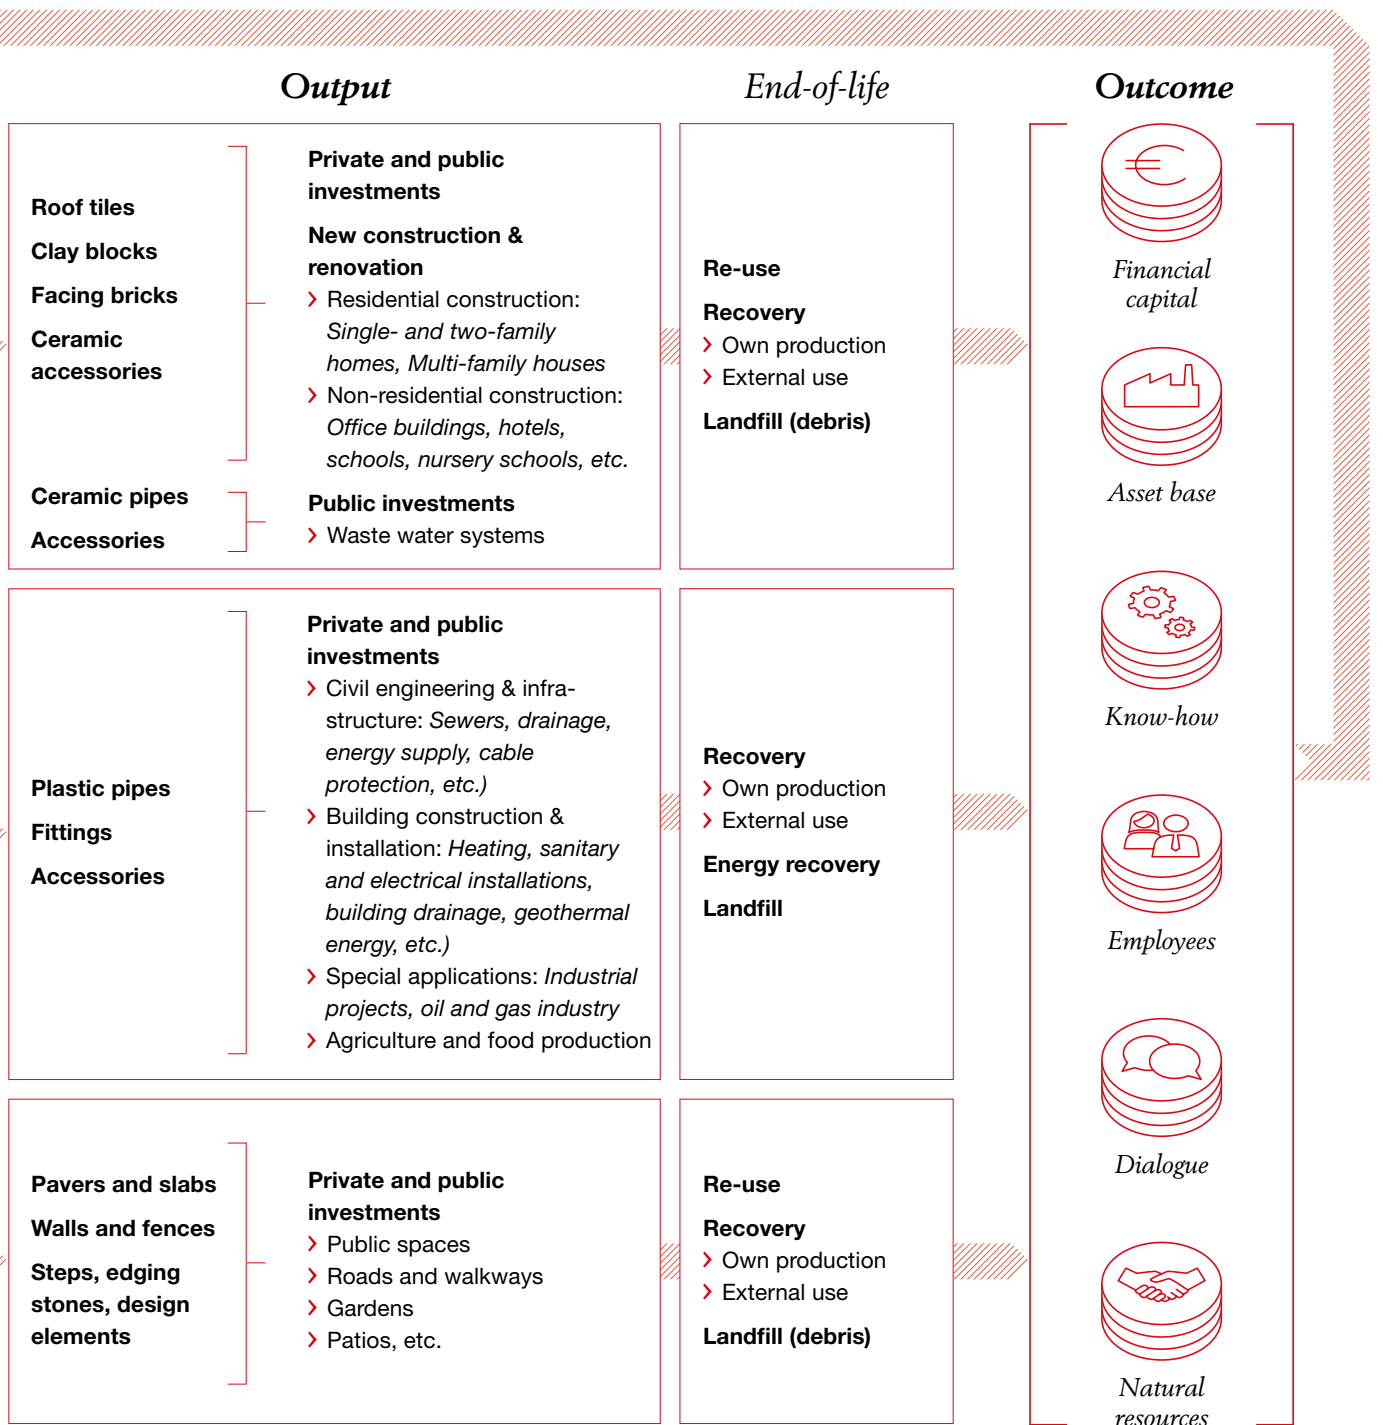 Output
End-of-life
Outcome
Roof tiles
Clay blocks
Facing bricks
Ceramic
accessories
Private and public
investments
New construction &
renovation
Residential construction:
Single- and two-family
homes, Multi-family houses
Non-residential construction:
Office buildings, hotels,
schools, nursery schools, etc.
Ceramic pipes
Accessories
Public investments
Waste water systems
Re-use
Recovery
Own production
External use
Landfill (debris)
Plastic pipes
Fittings
Accessories
Private and public
investments
Civil engineering & infra-
structure: Sewers, drainage,
energy supply, cable
protection, etc.)
Building construction &
installation: Heating, sanitary
and electrical installations,
building drainage, geothermal
energy, etc.)
Special applications: Industrial
projects, oil and gas industry
Agriculture and food production
Recovery
Own production
External use
Energy recovery
Landfill
Pavers and slabs
Walls and fences
Steps, edging
stones, design
elements
Private and public
investments
Public spaces
Roads and walkways
Gardens
Patios, etc.
Re-use
Recovery
Own production
External use
Landfill (debris)
Financial
capital
Asset base
Know-how
Employees
Dialogue
Natural
resources